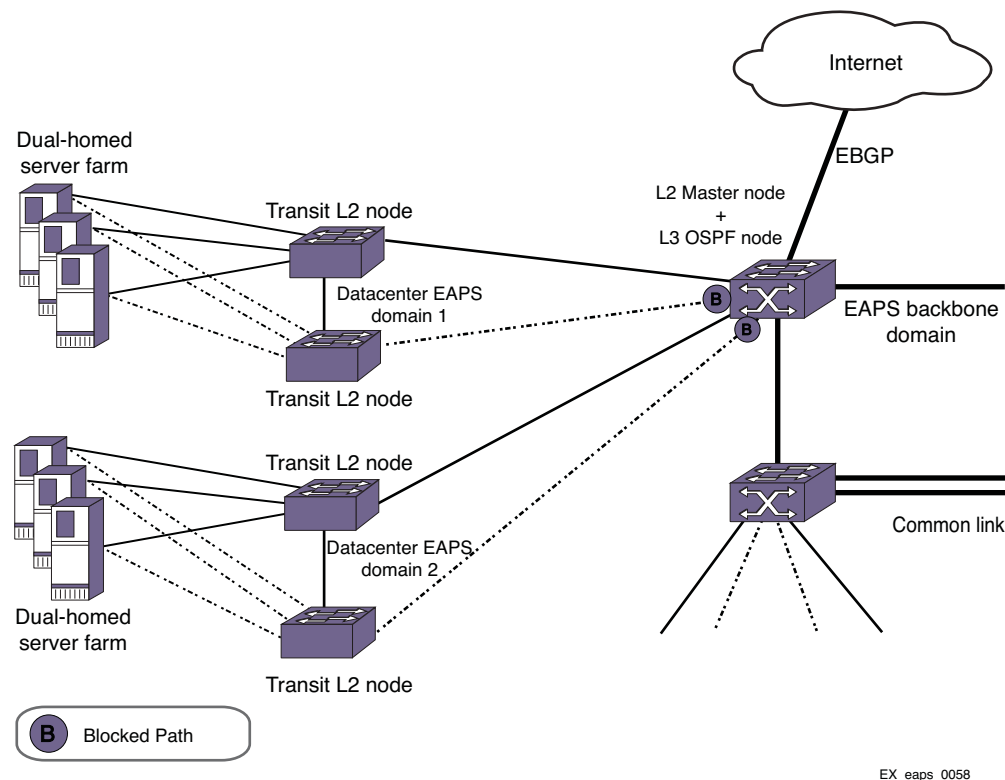 Internet
EBGP
Dual-homed
server farm
Transit L2 node
L2 Master node
+
L3 OSPF node
Datacenter EAPS
domain 1
B
B
EAPS backbone
domain
Transit L2 node
Transit L2 node
Datacenter EAPS
domain 2
Common link
Dual-homed
server farm
Transit L2 node
B Blocked Path
EX_eaps_0058